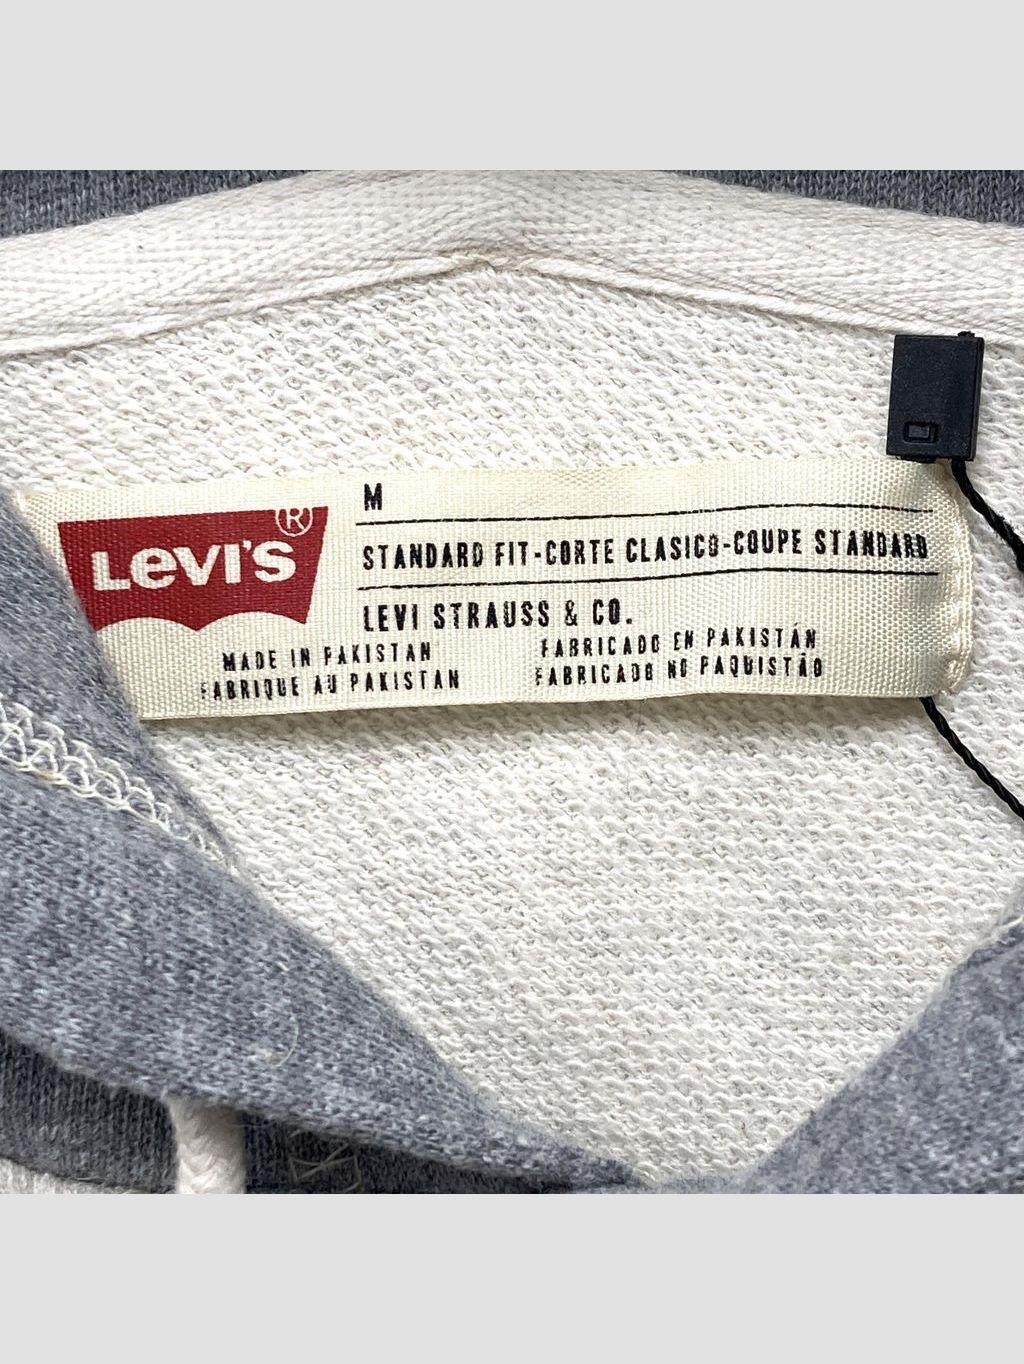 LEVI'S®
M
STANDARD FIT-CORTE CLASICO-COUPE STANDARD
LEVI STRAUSS & CO.
MADE IN PAKISTAN
FABRIQUE AU PAKISTAN
FABRICADO EN PAKISTÁN
FABRICADO NO PAQUISTÃO